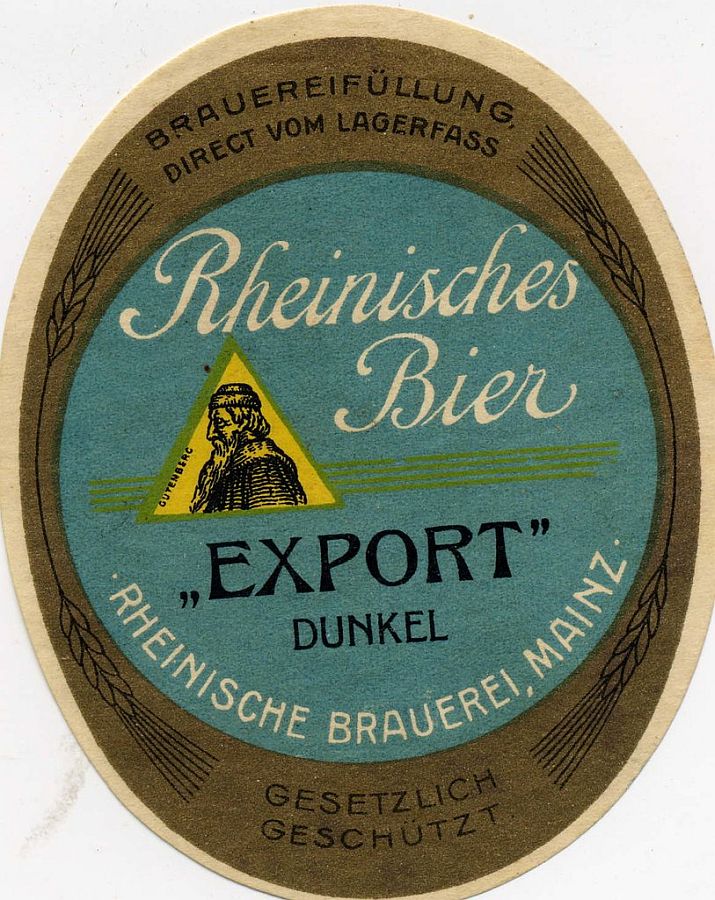 BRAUEREIFÜLLUNG,
DIRECT VOM LAGERFASS
Rheinisches
Bier
GUTENBERG
„EXPORT”
DUNKEL
· RHEINISCHE BRAUEREI, MAINZ ·
GESETZLICH
GESCHÜTZT.